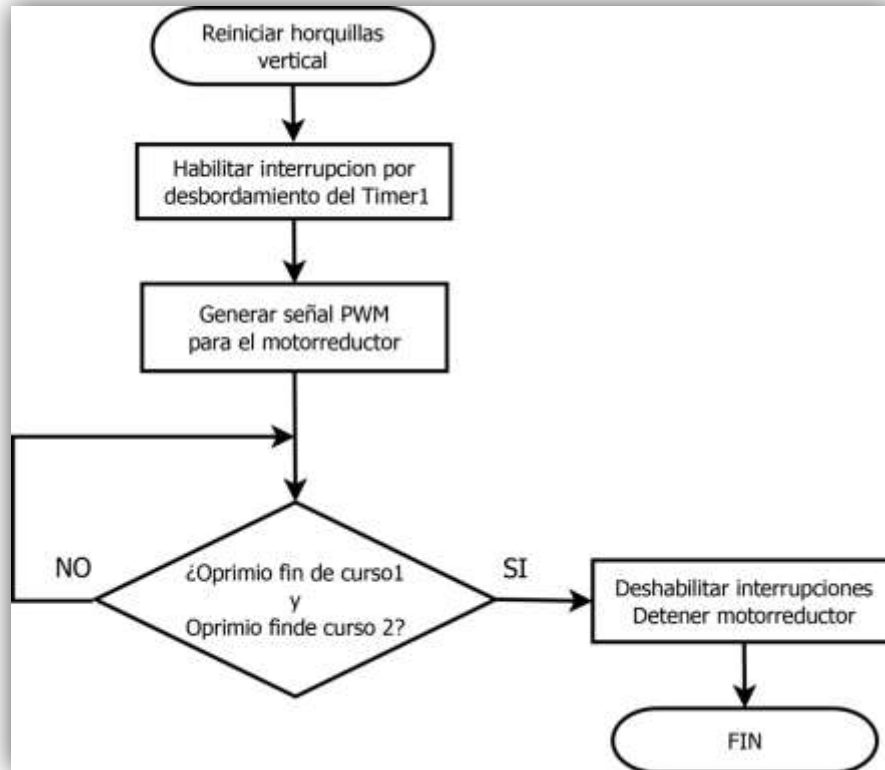 Reiniciar horquillas
vertical
Habilitar interrupcion por
desbordamiento del Timer1
Generar señal PWM
para el motorreductor
NO
¿Oprimio fin de curso1
y
Oprimio finde curso 2?
SI
Deshabilitar interrupciones
Detener motorreductor
FIN